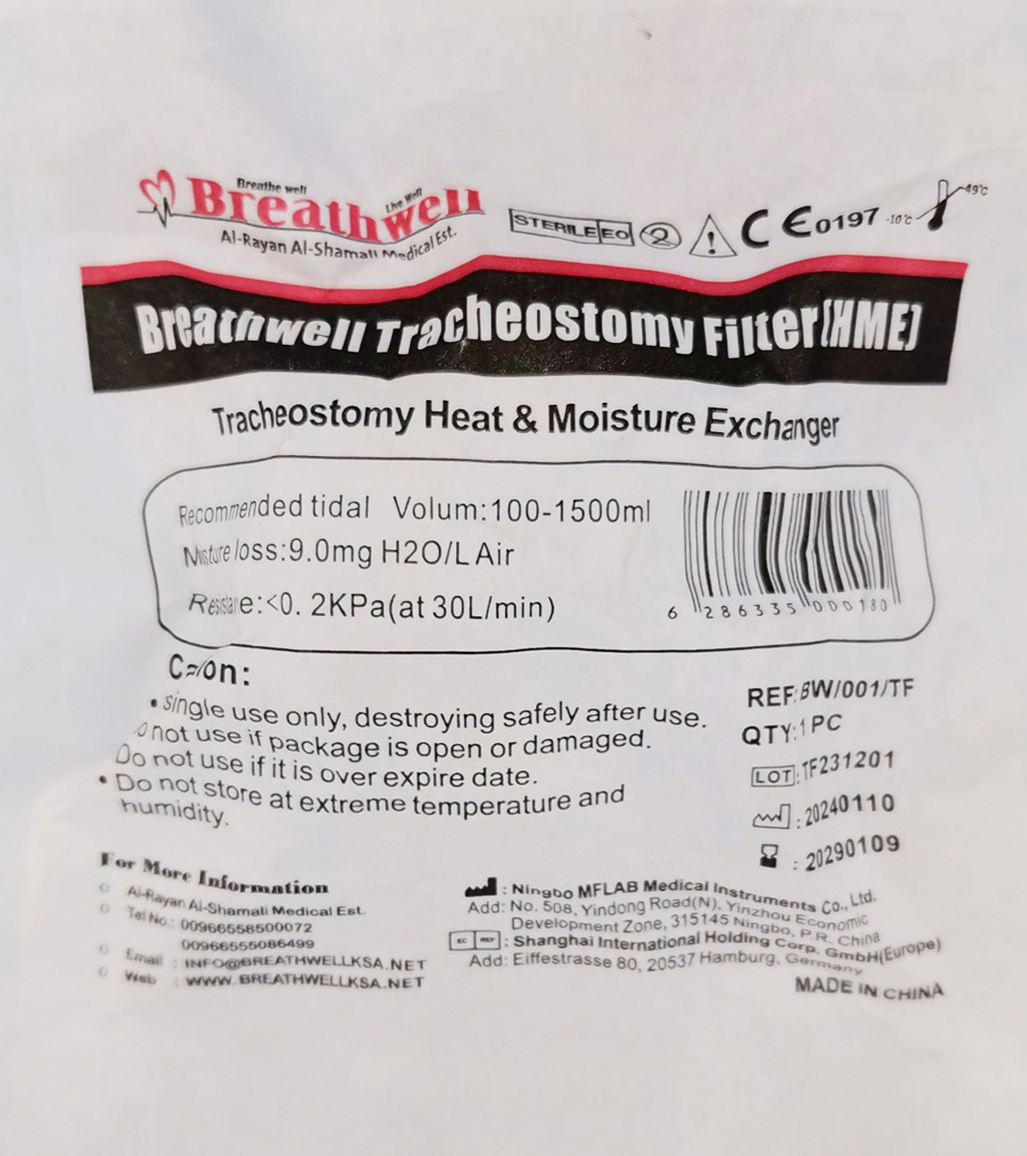 Breathe well
Live Well
Breathwell
Al-Rayan Al-Shamali Medical Est.
STERILE EO 2 ! CE0197 -10°C 49°C
Breathwell Tracheostomy Filter(HME)
Tracheostomy Heat & Moisture Exchanger
Recommended tidal Volum:100-1500ml
loss:9.0mg H2O/L Air
:<0. 2KPa(at 30L/min)
6 286335 000180
• single use only, destroying safely after use.
not use if package is open or damaged.
Do not use if it is over expire date.
• Do not store at extreme temperature and
humidity.
REF:BW/001/TF
QTY:1PC
LOT:TF231201
: 20240110
: 20290109
For More Information
Al-Rayan Al-Shamali Medical Est.
Tel No.: 00966558500072
00966555086499
Email : INFO@BREATHWELLKSA.NET
Web : WWW.BREATHWELLKSA.NET
: Ningbo MFLAB Medical Instruments Co., Ltd.
Add: No. 508, Yindong Road(N), Yinzhou Economic
Development Zone, 315145 Ningbo, P.R. China
EC REP : Shanghai International Holding Corp. GmbH(Europe)
Add: Eiffestrasse 80, 20537 Hamburg, Germany
MADE IN CHINA